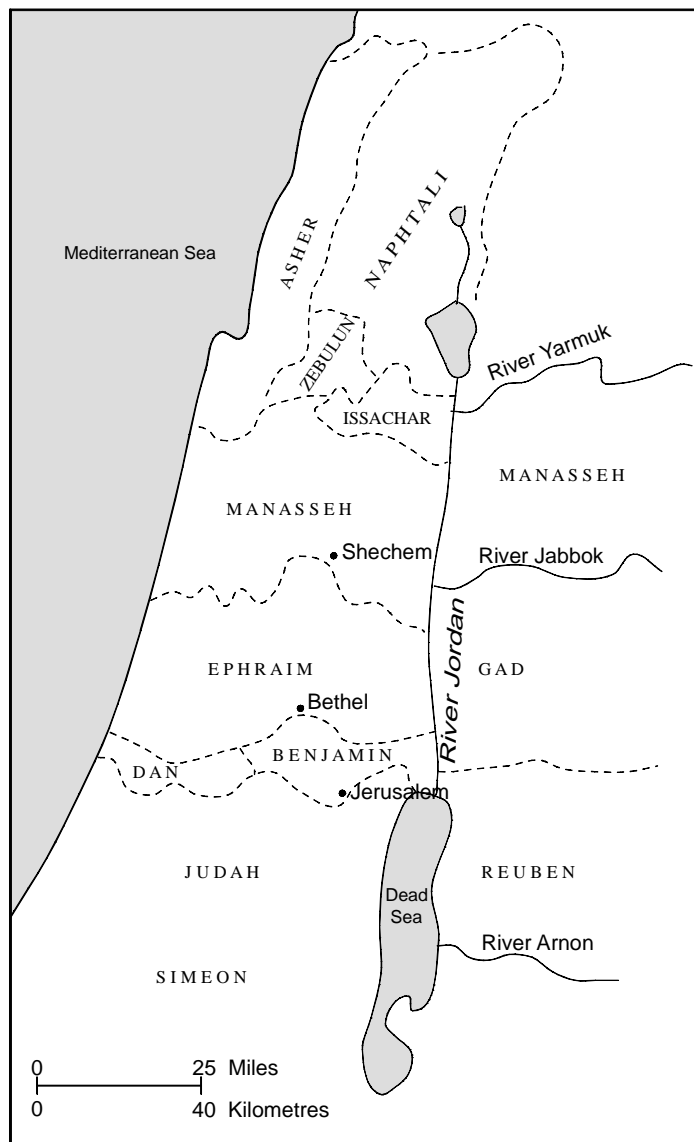 Mediterranean Sea
ASHER
NAPHTALI
ZEBULUN
River Yarmuk
ISSACHAR
MANASSEH
MANASSEH
Shechem
River Jabbok
River Jordan
EPHRAIM
GAD
Bethel
BENJAMIN
DAN
Jerusalem
JUDAH
REUBEN
Dead
Sea
River Arnon
SIMEON
0 25 Miles
0 40 Kilometres